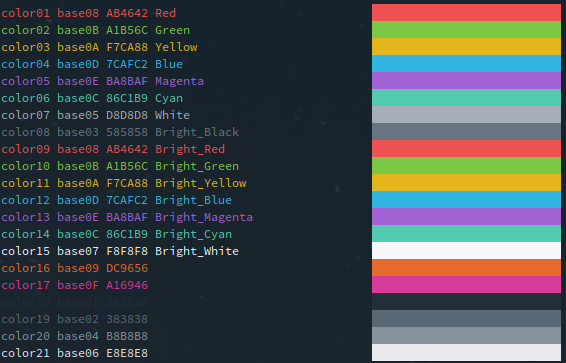 color01 base08 AB4642 Red
color02 base0B A1B56C Green
color03 base0A F7CA88 Yellow
color04 base0D 7CAFC2 Blue
color05 base0E BA8BAF Magenta
color06 base0C 86C1B9 Cyan
color07 base05 D8D8D8 White
color08 base03 585858 Bright_Black
color09 base08 AB4642 Bright_Red
color10 base0B A1B56C Bright_Green
color11 base0A F7CA88 Bright_Yellow
color12 base0D 7CAFC2 Bright_Blue
color13 base0E BA8BAF Bright_Magenta
color14 base0C 86C1B9 Bright_Cyan
color15 base07 F8F8F8 Bright_White
color16 base09 DC9656
color17 base0F A16946
color18 base01 282828
color19 base02 383838
color20 base04 B8B8B8
color21 base06 E8E8E8